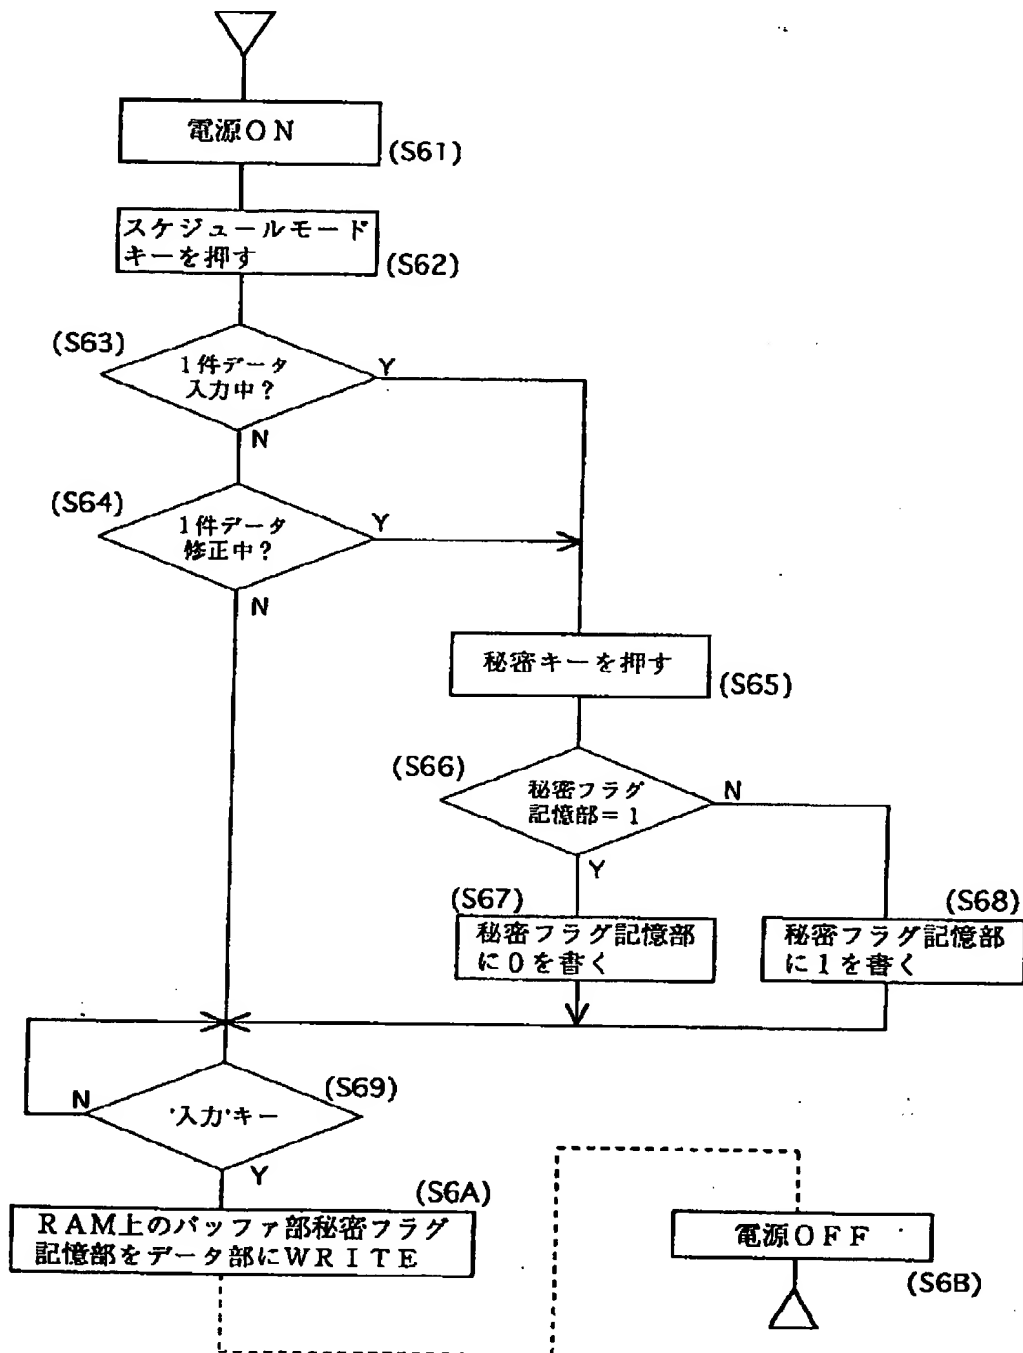 電源ON
(S61)
スケジュールモード
キーを押す
(S62)
(S63)
1件データ
入力中?
Y
N
(S64)
1件データ
修正中?
Y
N
秘密キーを押す
(S65)
(S66)
秘密フラグ
記憶部=1
N
Y
(S67)
秘密フラグ記憶部
に0を書く
(S68)
秘密フラグ記憶部
に1を書く
(S69)
'入力'キー
N
Y
(S6A)
RAM上のバッファ部秘密フラグ
記憶部をデータ部にWRITE
電源OFF
(S6B)